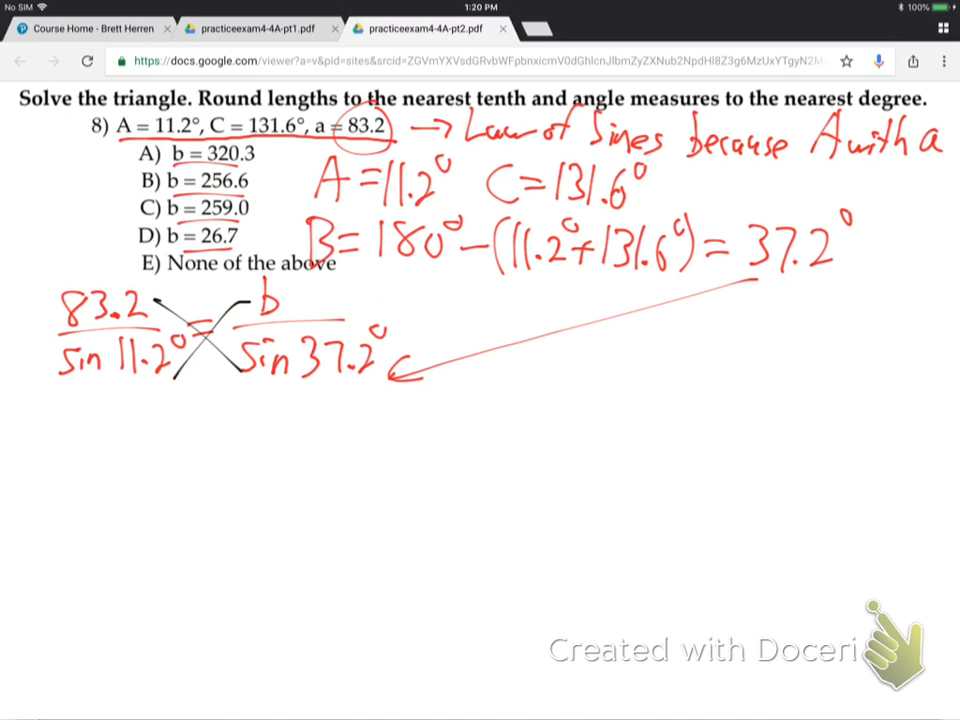 No SIM 1:20 PM 100%
Course Home - Brett Herren × practiceexam4-4A-pt1.pdf × practiceexam4-4A-pt2.pdf ×
https://docs.google.com/viewer?a=v&pid=sites&srcid=
Solve the triangle. Round lengths to the nearest tenth and angle measures to the nearest degree.
8) A = 11.2°, C = 131.6°, a = 83.2 → Law of Sines because A with a
A) b = 320.3
B) b = 256.6
C) b = 259.0
D) b = 26.7
E) None of the above
A = 11.2° C = 131.6°
B = 180° - (11.2° + 131.6°) = 37.2°
83.2 = b
sin 11.2° sin 37.2°
Created with Doceri